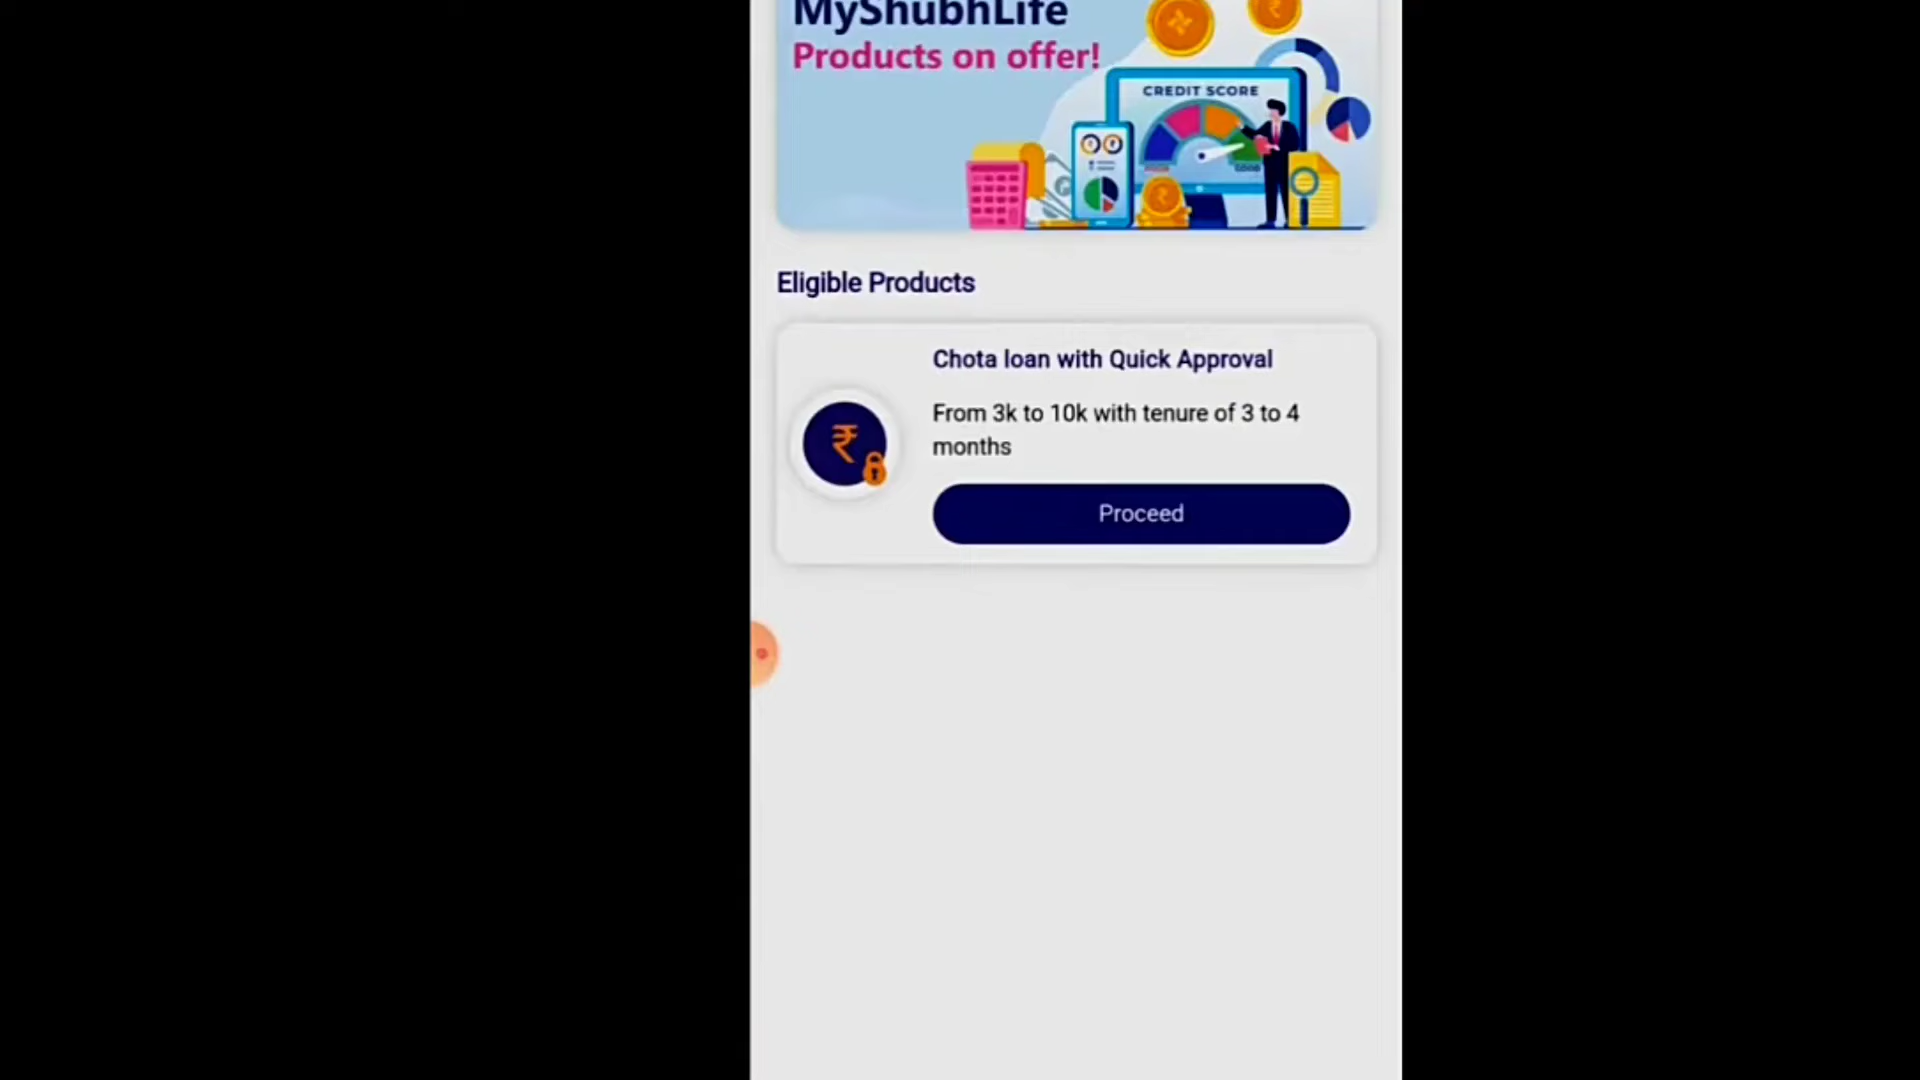 MyShubhLife
Products on offer!
CREDIT SCORE
GOOD
Eligible Products
Chota loan with Quick Approval
From 3k to 10k with tenure of 3 to 4
months
Proceed